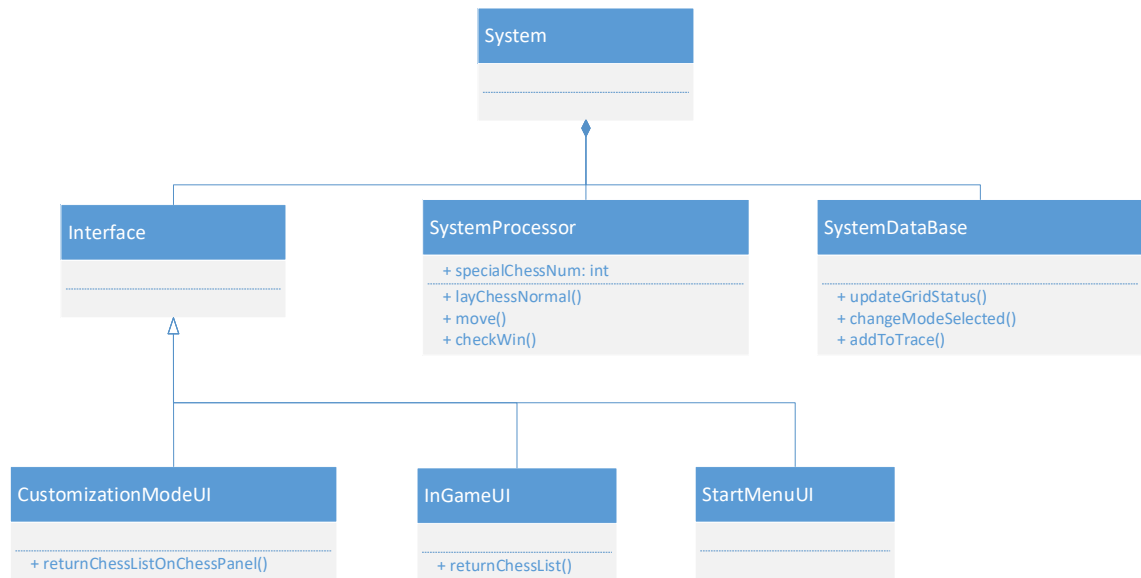 System
Interface
SystemProcessor
+ specialChessNum: int
+ layChessNormal()
+ move()
+ checkWin()
SystemDataBase
+ updateGridStatus()
+ changeModeSelected()
+ addToTrace()
CustomizationModeUI
+ returnChessListOnChessPanel()
InGameUI
+ returnChessList()
StartMenuUI